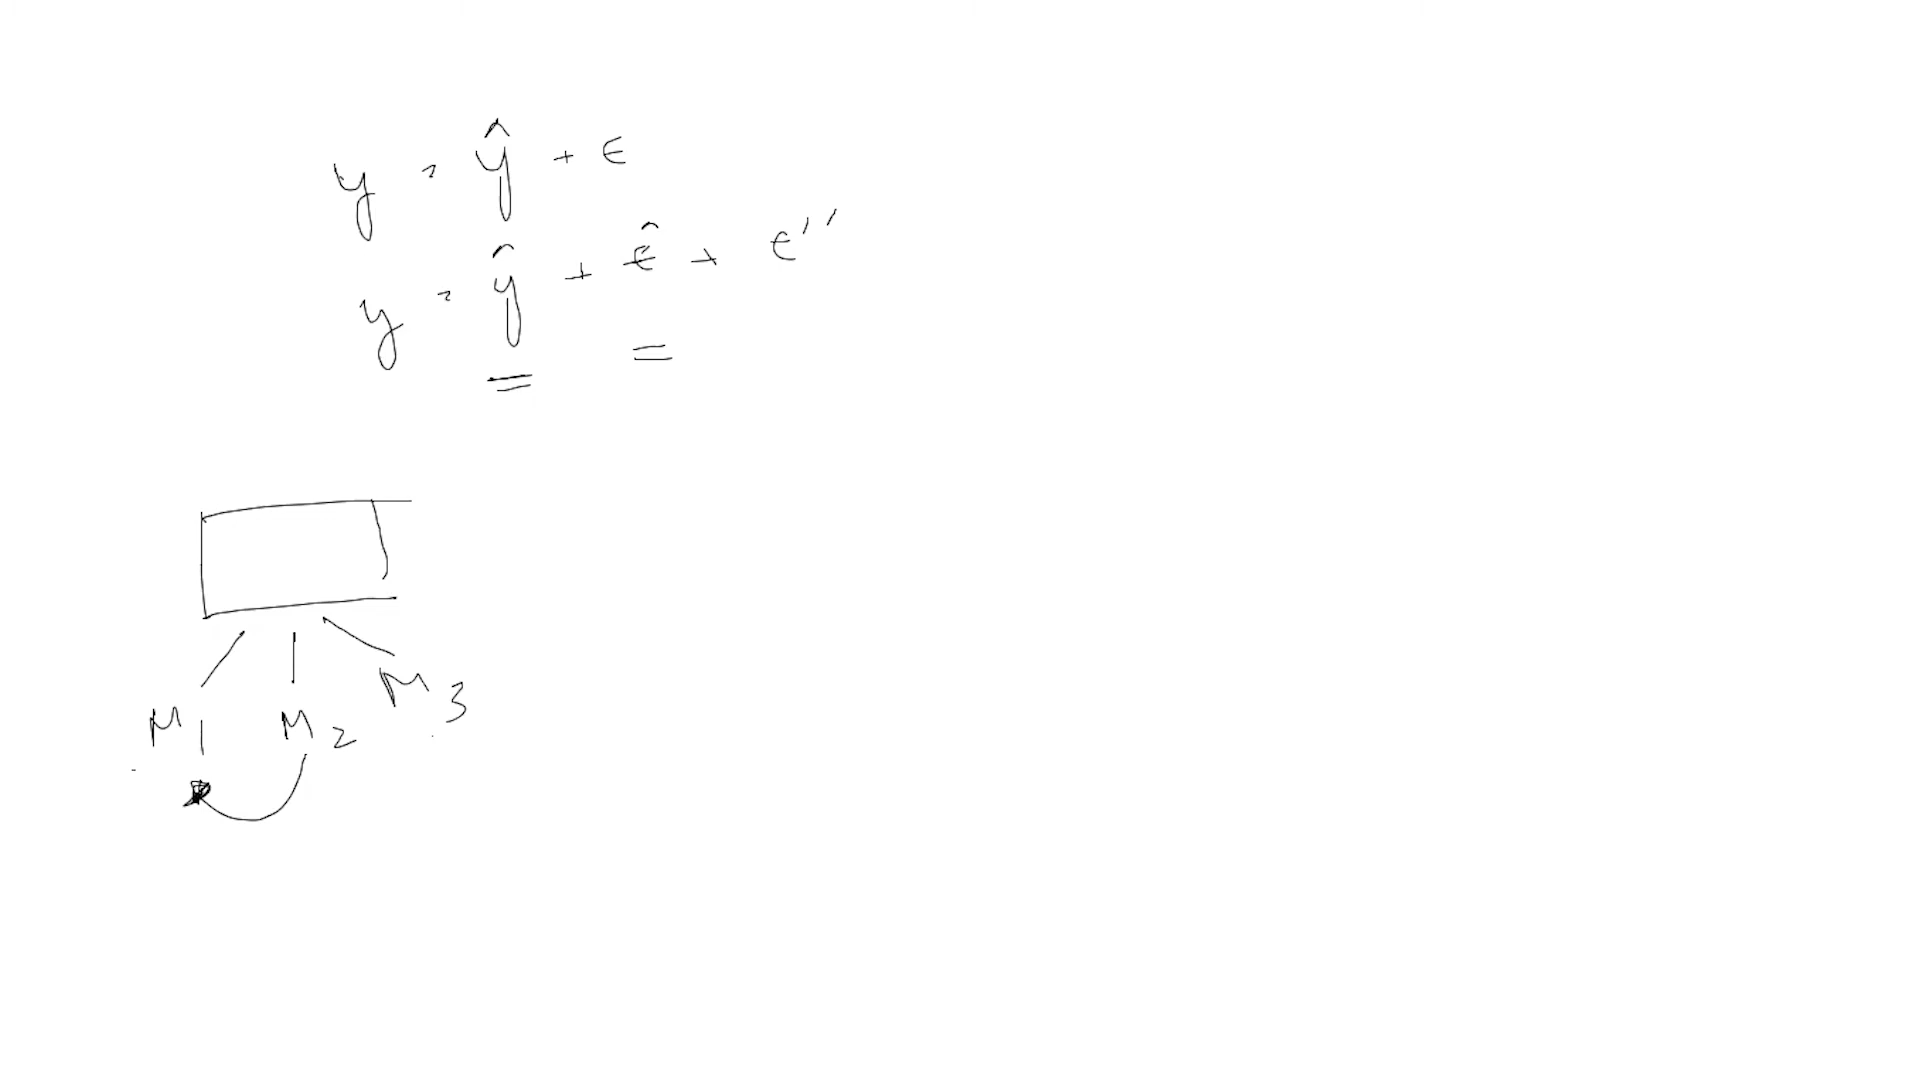 y = ŷ + ϵ
y = ŷ + ϵ̂ + ϵ''
M1 M2 M3